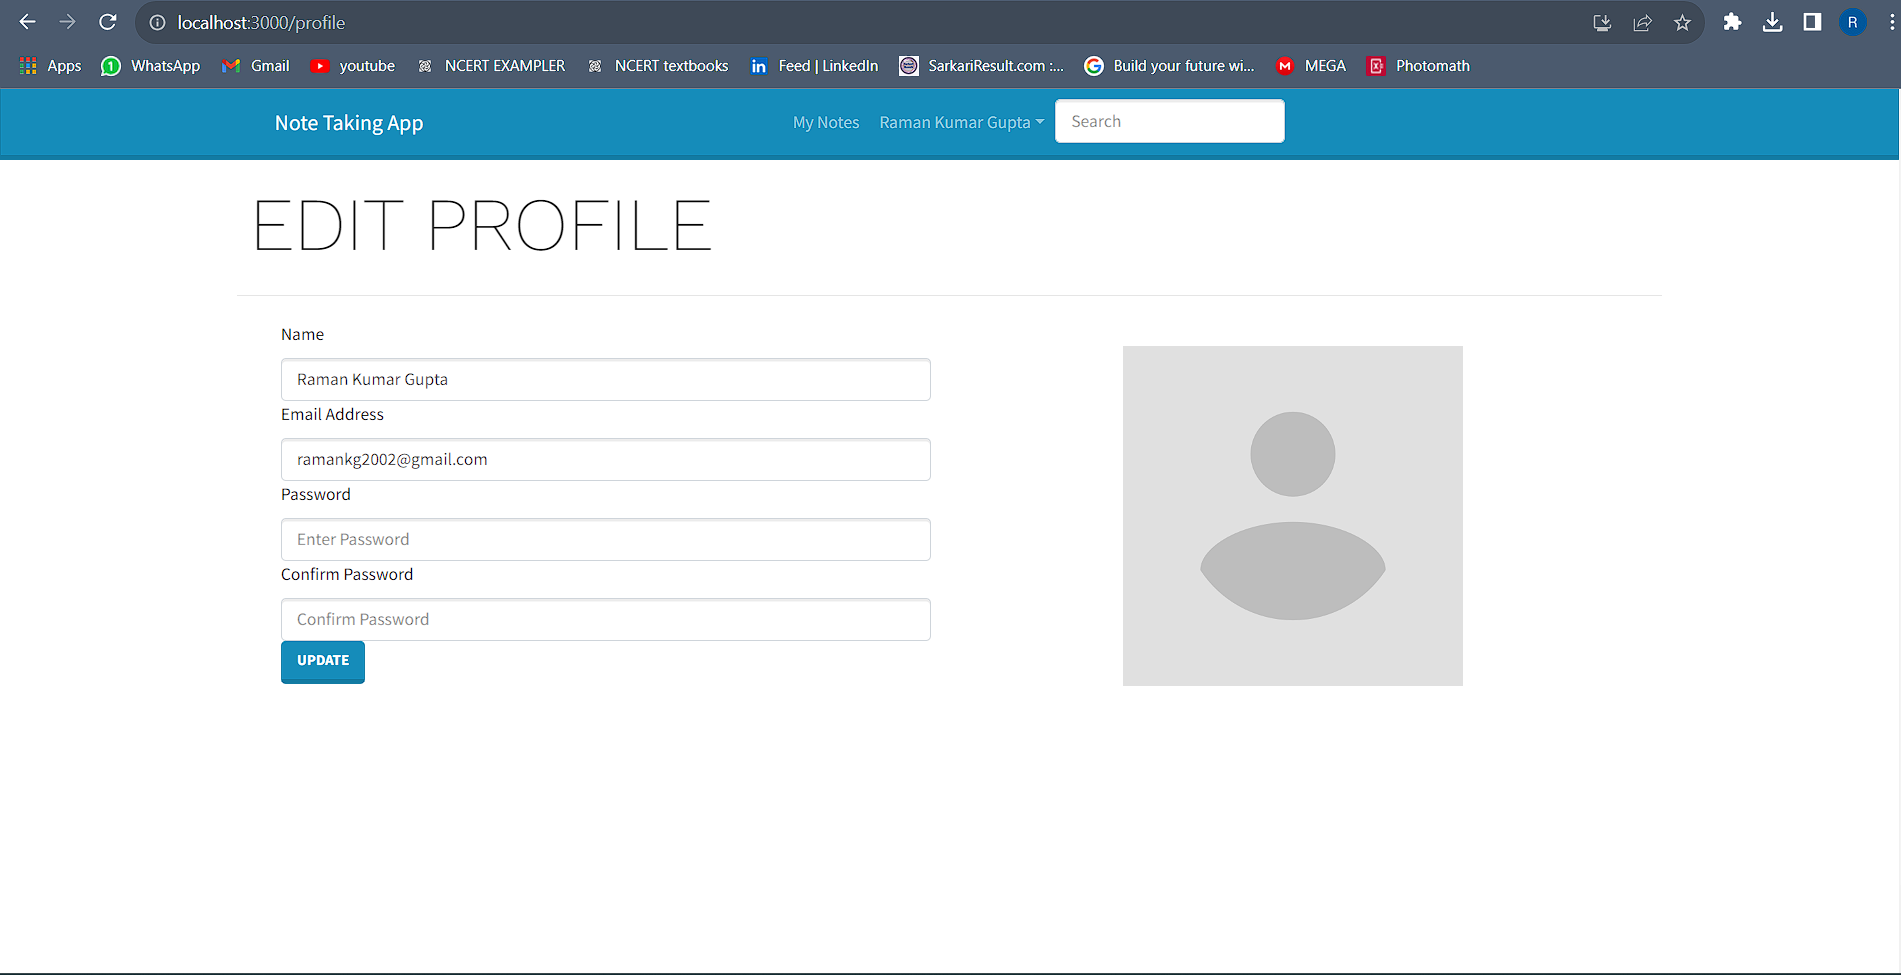 localhost:3000/profile
R
Apps WhatsApp Gmail youtube NCERT EXAMPLER NCERT textbooks Feed | LinkedIn SarkariResult.com :... Build your future wi... MEGA Photomath
Note Taking App My Notes Raman Kumar Gupta Search
EDIT PROFILE
Name
Raman Kumar Gupta
Email Address
ramankg2002@gmail.com
Password
Enter Password
Confirm Password
Confirm Password
UPDATE